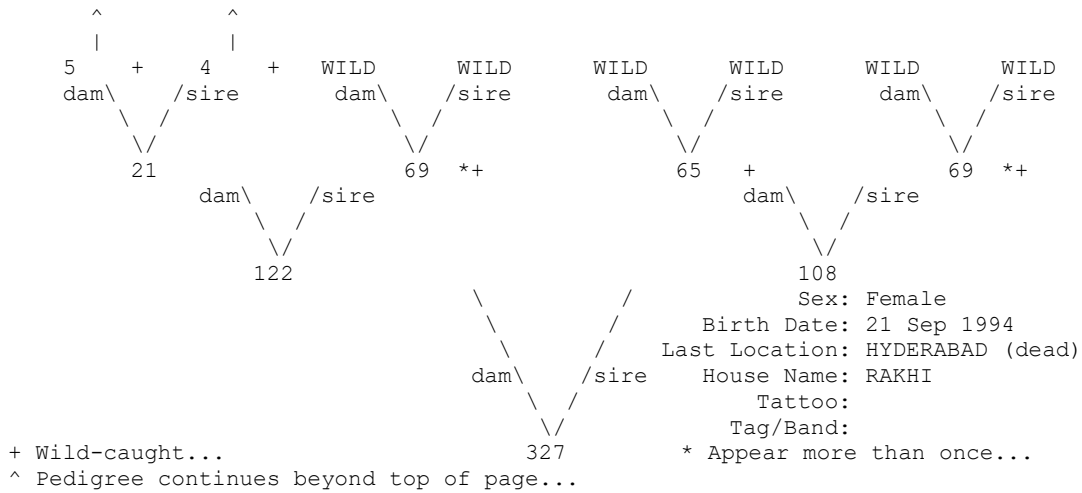 ^ ^
| |
5 + 4 + WILD WILD WILD WILD WILD WILD
dam\ /sire dam\ /sire dam\ /sire dam\ /sire
\ / \ / \ / \ /
\/ \/ \/ \/
21 69 *+ 65 + 69 *+
dam\ /sire dam\ /sire
\ / \ /
\/ \/
122 108
\ / Sex: Female
\ / Birth Date: 21 Sep 1994
\ / Last Location: HYDERABAD (dead)
dam\ /sire House Name: RAKHI
\ / Tattoo:
\/ Tag/Band:
+ Wild-caught... 327 * Appear more than once...
^ Pedigree continues beyond top of page...